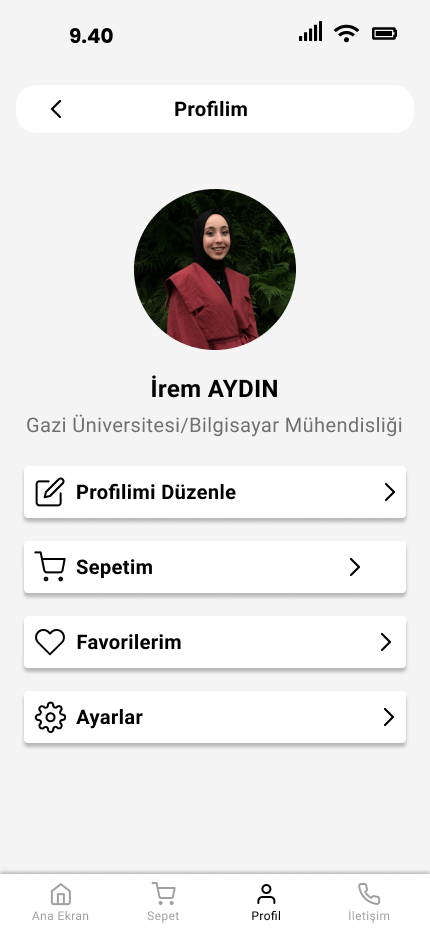 9.40
Profilim
İrem AYDIN
Gazi Üniversitesi/Bilgisayar Mühendisliği
Profilimi Düzenle
Sepetim
Favorilerim
Ayarlar
Ana Ekran
Sepet
Profil
İletişim